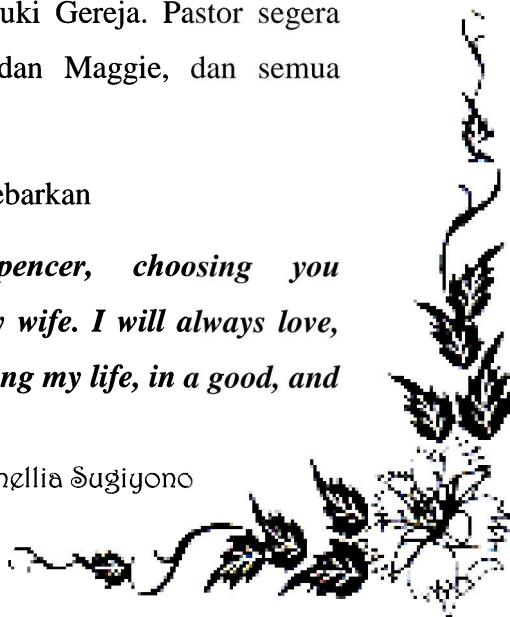 uki Gereja. Pastor segera
dan Maggie, dan semua
ebarkan
pencer, choosing you
wife. I will always love,
ng my life, in a good, and
nellia Sugiyono